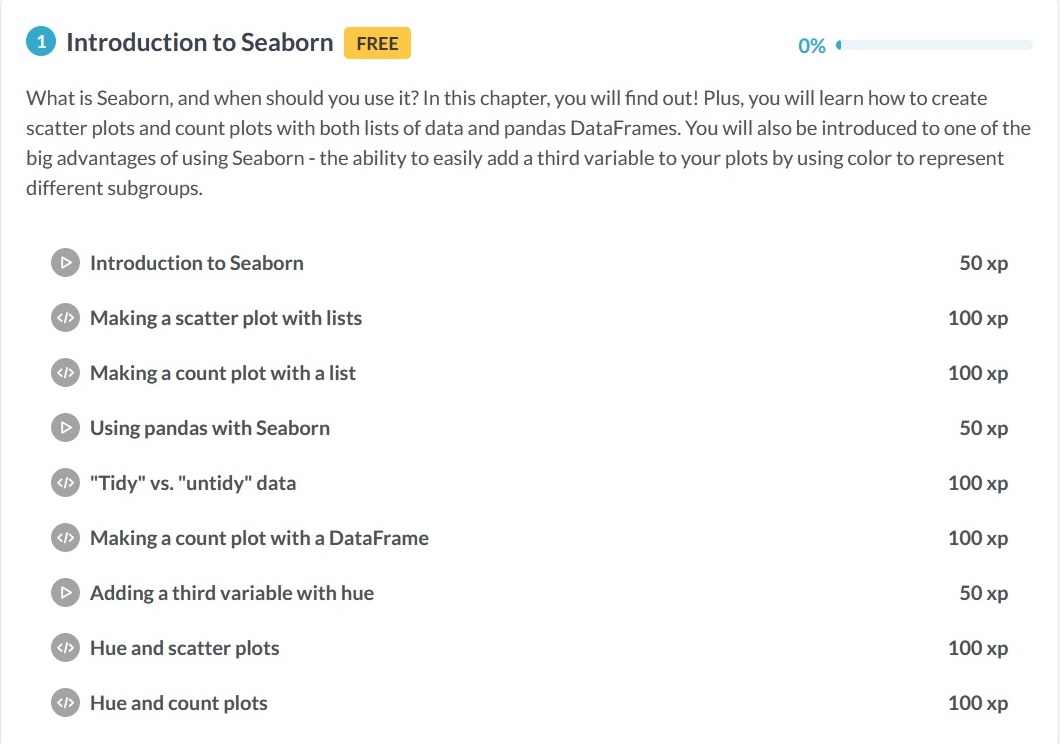 1 Introduction to Seaborn FREE 0%
What is Seaborn, and when should you use it? In this chapter, you will find out! Plus, you will learn how to create
scatter plots and count plots with both lists of data and pandas DataFrames. You will also be introduced to one of the
big advantages of using Seaborn - the ability to easily add a third variable to your plots by using color to represent
different subgroups.
Introduction to Seaborn 50 xp
</> Making a scatter plot with lists 100 xp
</> Making a count plot with a list 100 xp
Using pandas with Seaborn 50 xp
</> "Tidy" vs. "untidy" data 100 xp
</> Making a count plot with a DataFrame 100 xp
Adding a third variable with hue 50 xp
</> Hue and scatter plots 100 xp
</> Hue and count plots 100 xp